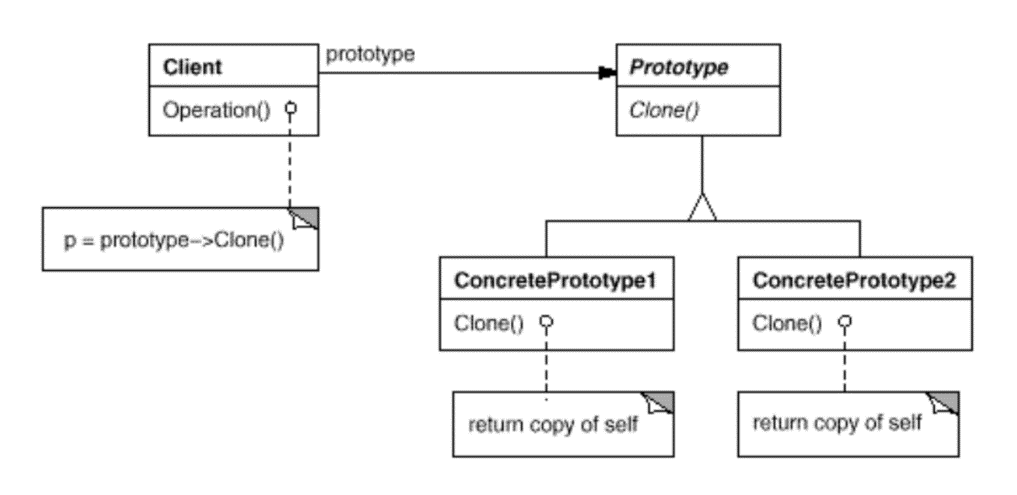 Client
Operation()
prototype
Prototype
Clone()
p = prototype->Clone()
ConcretePrototype1
Clone()
ConcretePrototype2
Clone()
return copy of self
return copy of self